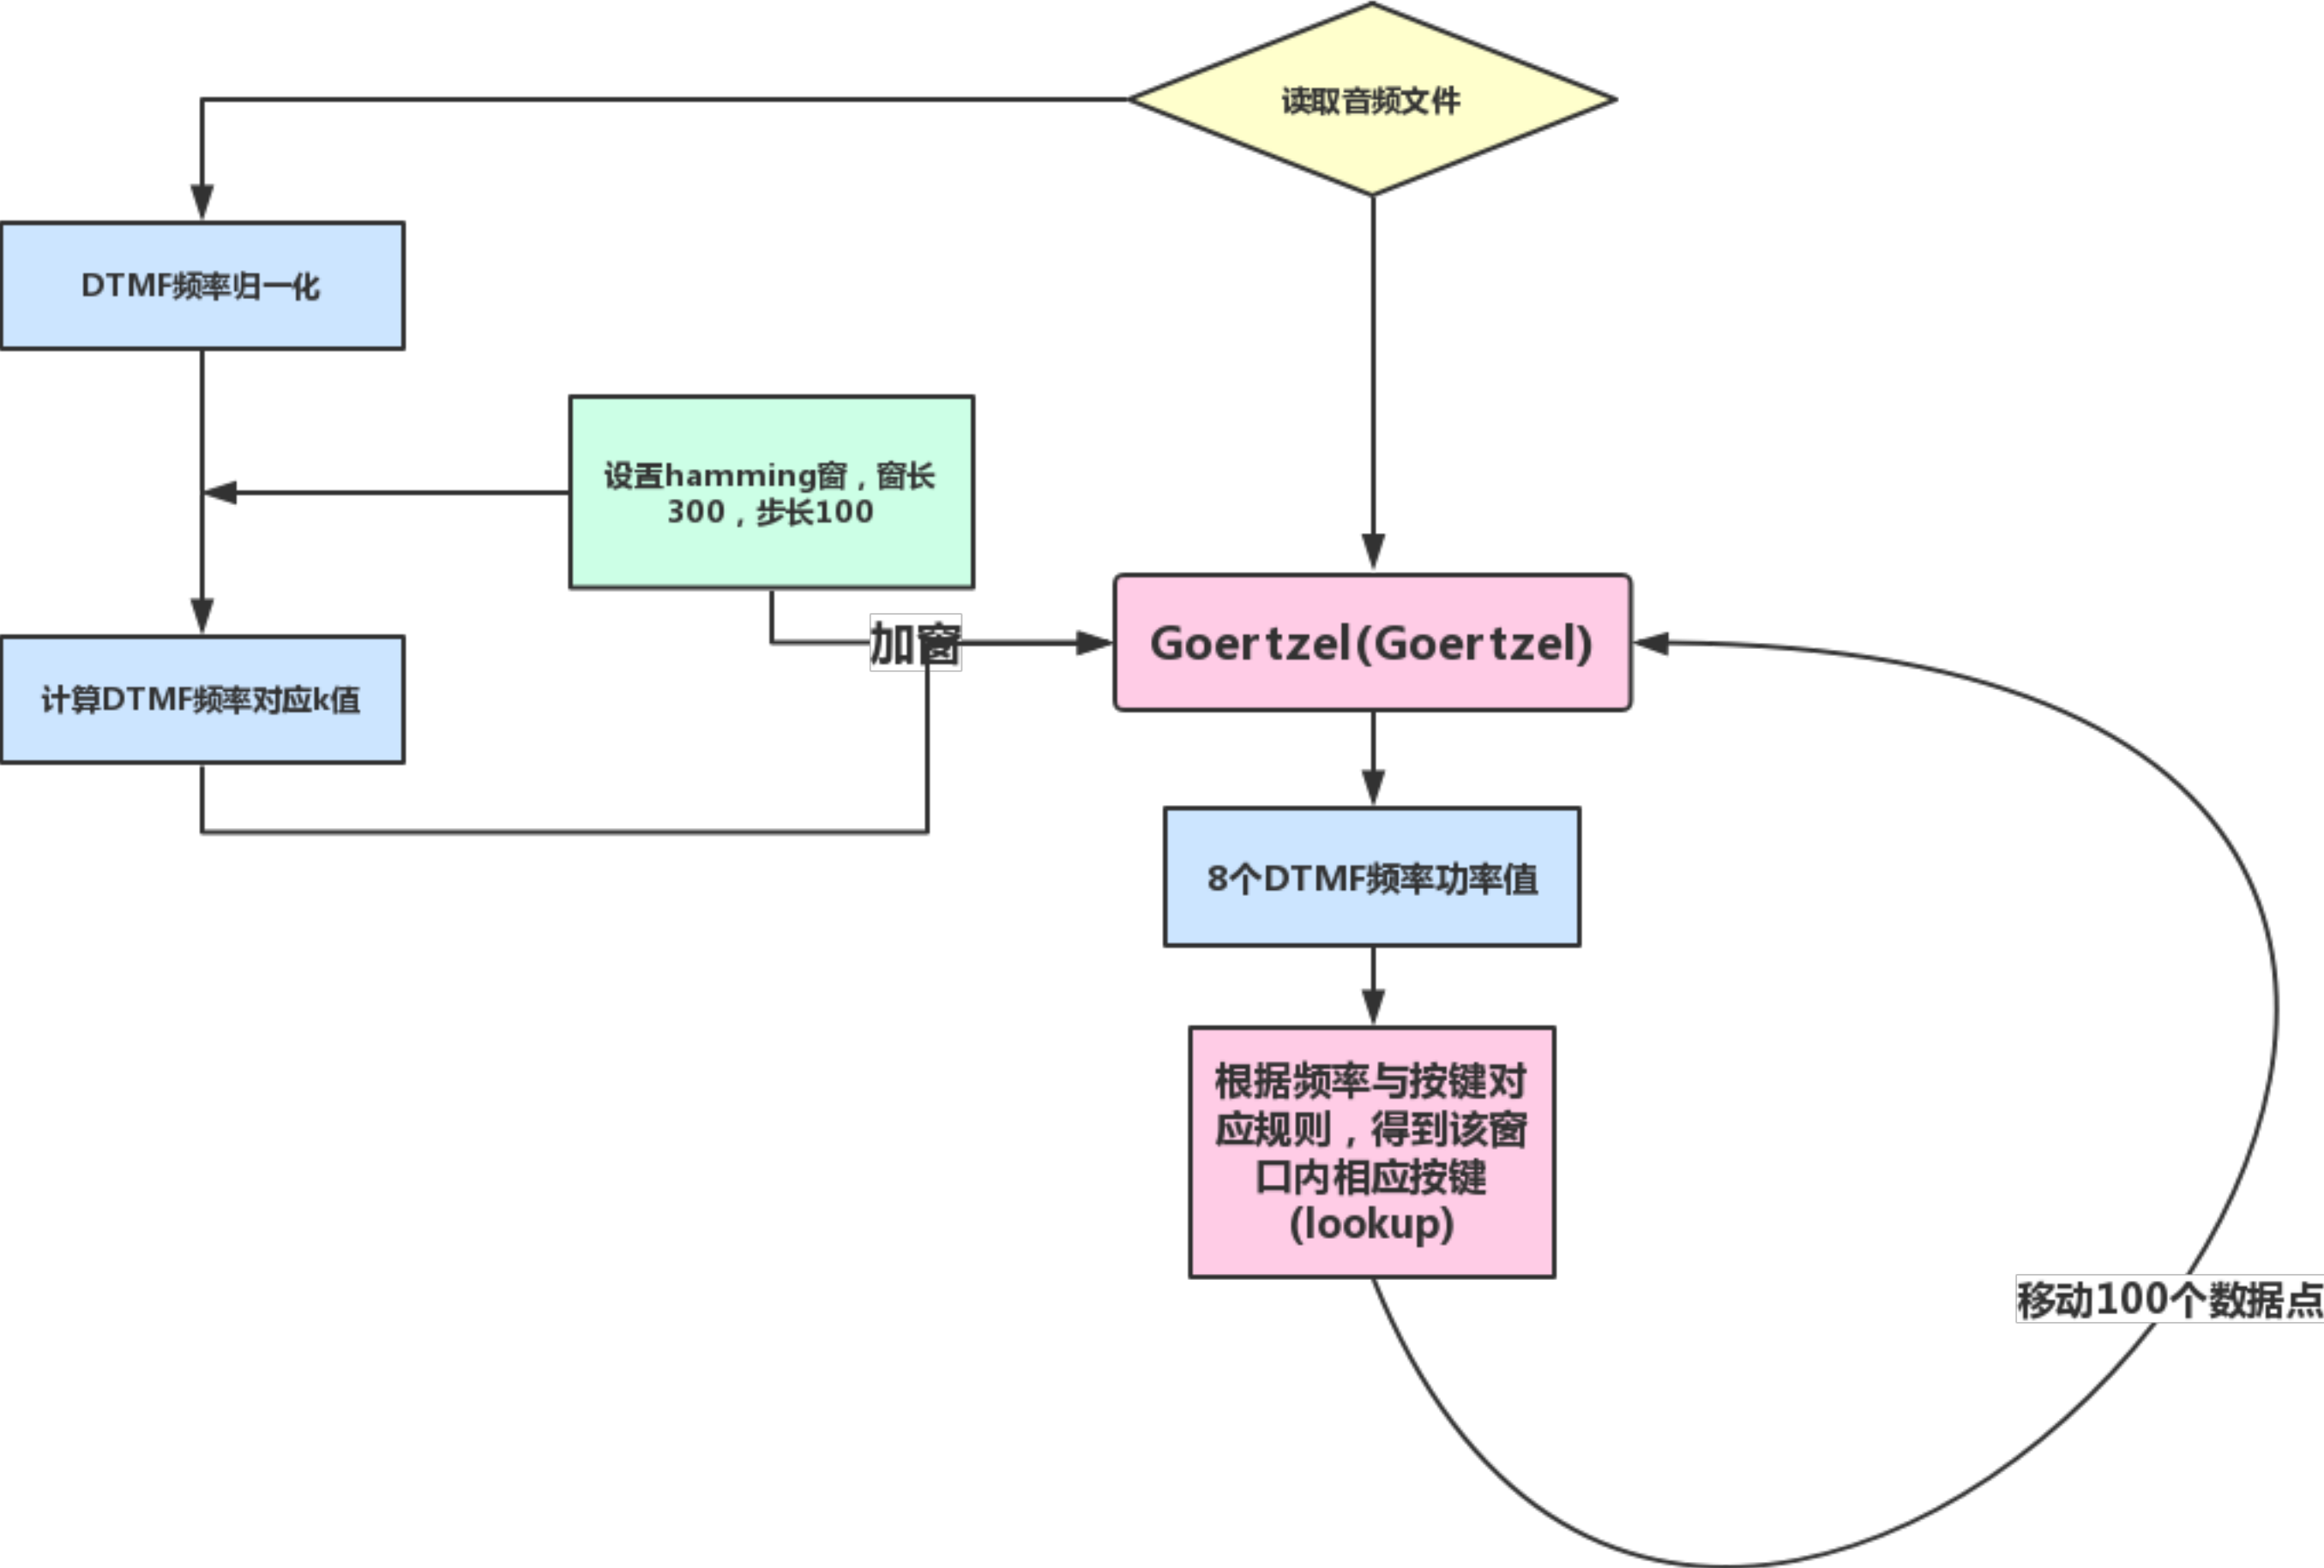 读取音频文件
DTMF频率归一化
设置hamming窗，窗长
300，步长100
加窗
Goertzel(Goertzel)
计算DTMF频率对应k值
8个DTMF频率功率值
根据频率与按键对
应规则，得到该窗
口内相应按键
(lookup)
移动100个数据点